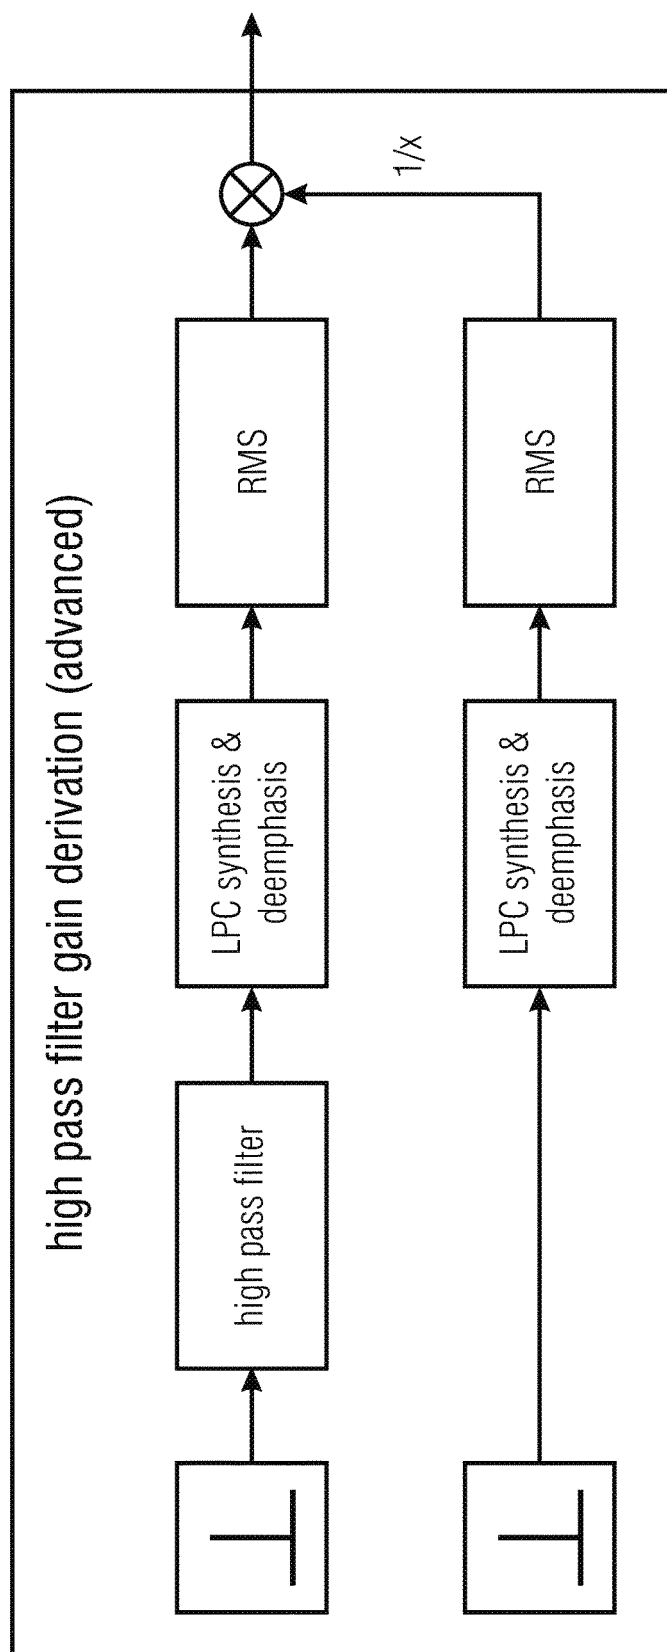 high pass filter gain derivation (advanced)
high pass filter
LPC synthesis &
deemphasis
RMS
LPC synthesis &
deemphasis
RMS
1/x